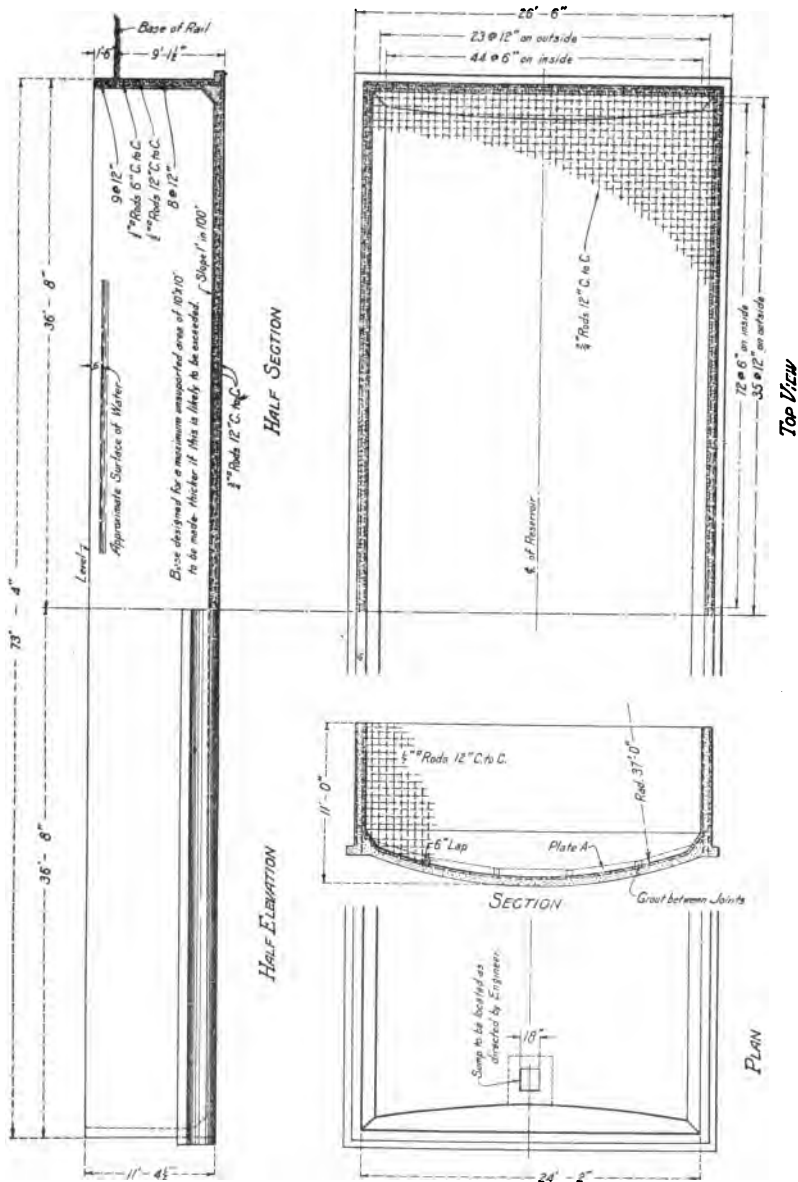 Base of Rail
1'-6"
9'-1½"
9 @ 12"
Rods 6" C. to C.
Rods 12" C. to C.
8 @ 12"
36' - 8"
73' - 4"
36' - 8"
6"
Approximate Surface of Water
Level
Base designed for a maximum unsupported area of 10'x10'
to be made thicker if this is likely to be exceeded.
Slope 1' in 100'
Rods 12" C. to C.
HALF SECTION
HALF ELEVATION
11' - 4½"
26' - 6"
23 @ 12" on outside
44 @ 6" on inside
Rods 12" C. to C.
72 @ 6" on inside
35 @ 12" on outside
℄ of Reservoir
TOP VIEW
11' - 0"
Rods 12" C. to C.
Rad. 37'-0"
6" Lap
Plate A
SECTION
Grout between Joints
Sump to be located as
directed by Engineer.
18"
PLAN
24' - 2"